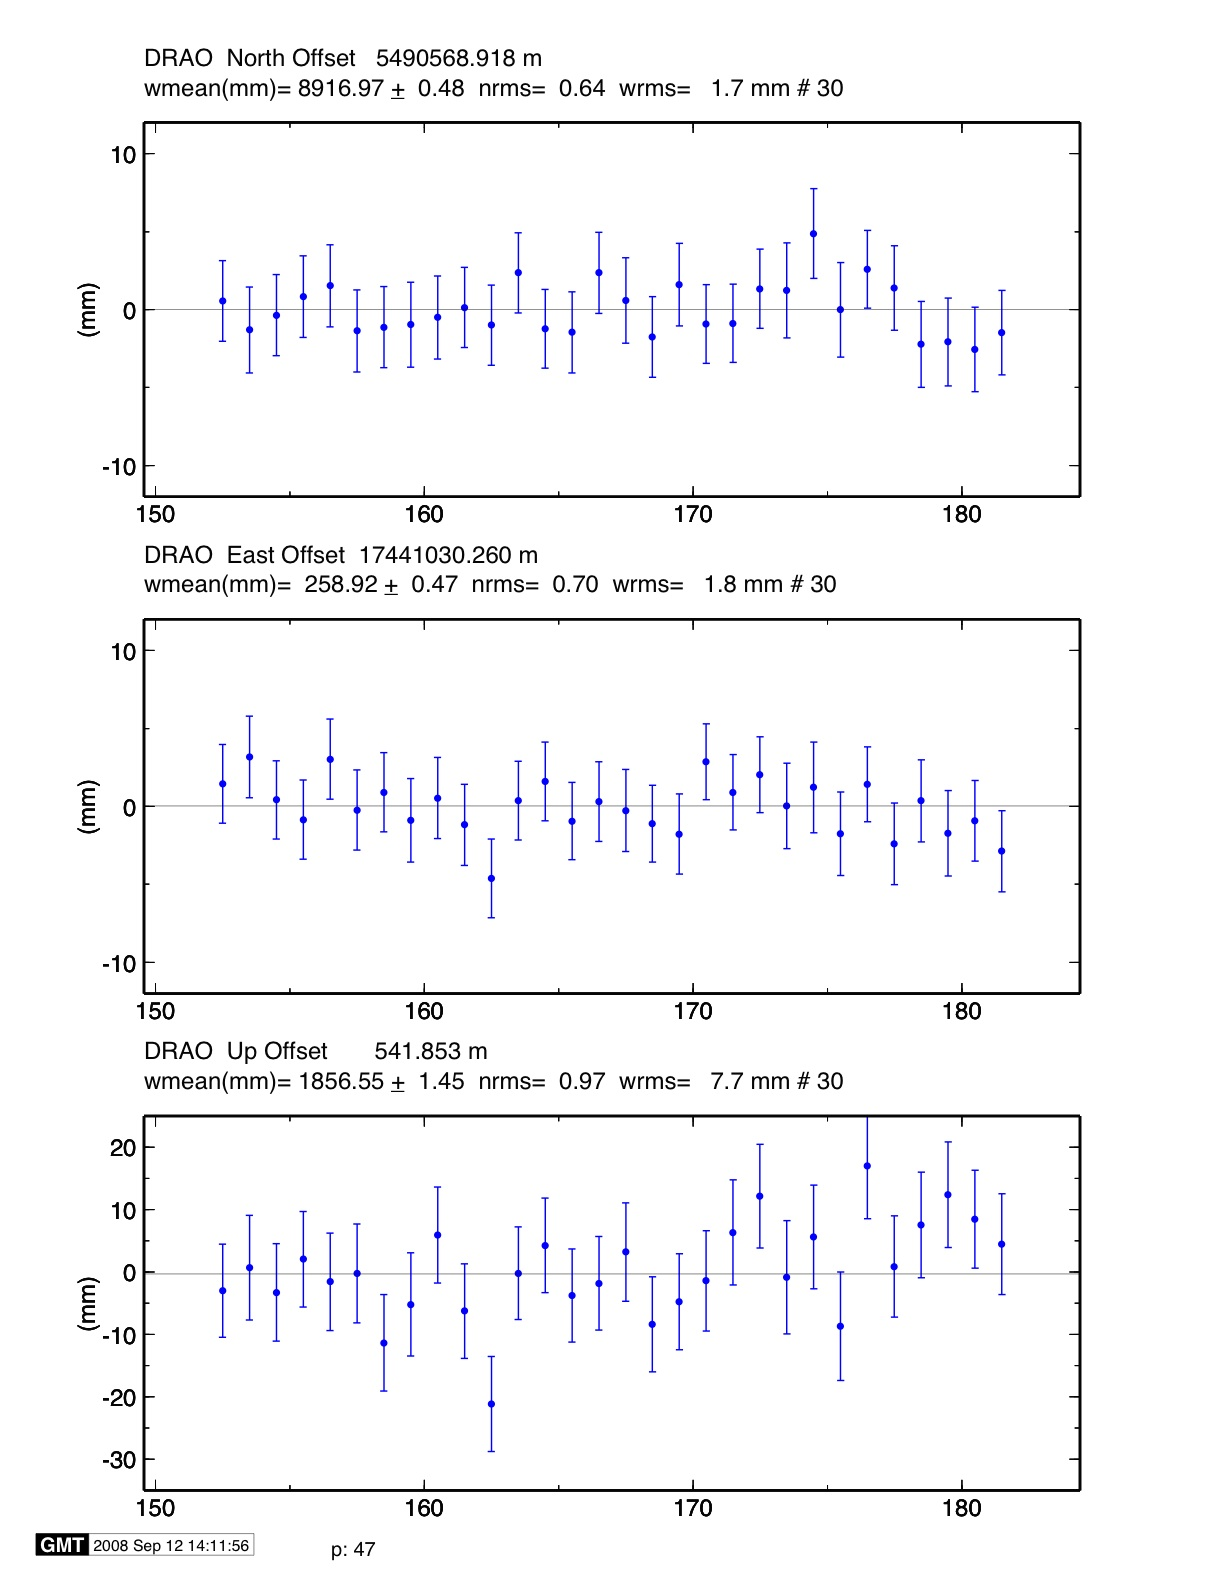 DRAO  North Offset   5490568.918 m
wmean(mm)= 8916.97 ±  0.48  nrms=  0.64  wrms=   1.7 mm # 30
10
0
-10
(mm)
150 160 170 180
DRAO  East Offset  17441030.260 m
wmean(mm)=  258.92 ±  0.47  nrms=  0.70  wrms=   1.8 mm # 30
10
0
-10
(mm)
150 160 170 180
DRAO  Up Offset       541.853 m
wmean(mm)= 1856.55 ±  1.45  nrms=  0.97  wrms=   7.7 mm # 30
20
10
0
-10
-20
-30
(mm)
150 160 170 180
GMT 2008 Sep 12 14:11:56
p: 47